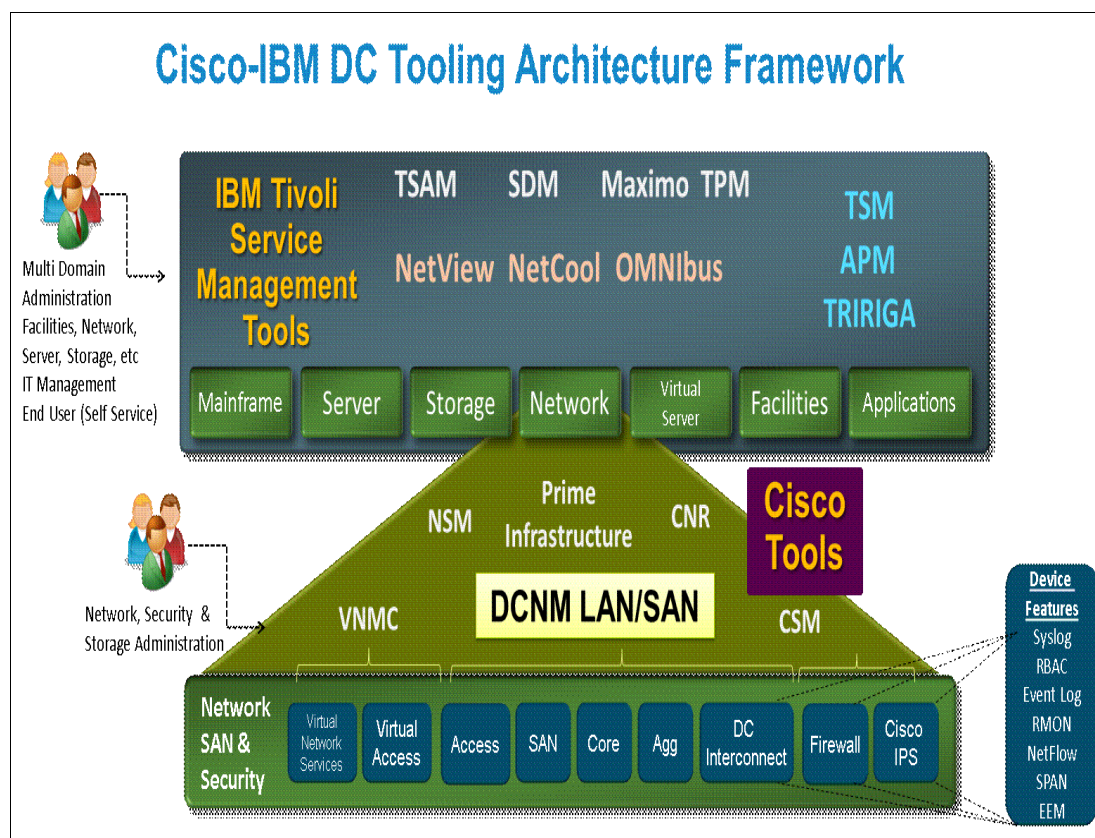 Cisco-IBM DC Tooling Architecture Framework
Multi Domain
Administration
Facilities, Network,
Server, Storage, etc
IT Management
End User (Self Service)
IBM Tivoli
Service
Management
Tools
TSAM SDM Maximo TPM
NetView NetCool OMNIbus
TSM
APM
TRIRIGA
Mainframe
Server
Storage
Network
Virtual
Server
Facilities
Applications
Network, Security &
Storage Administration
NSM
Prime
Infrastructure
CNR
Cisco
Tools
VNMC
DCNM LAN/SAN
CSM
Network
SAN &
Security
Virtual
Network
Services
Virtual
Access
Access
SAN
Core
Agg
DC
Interconnect
Firewall
Cisco
IPS
Device
Features
Syslog
RBAC
Event Log
RMON
NetFlow
SPAN
EEM